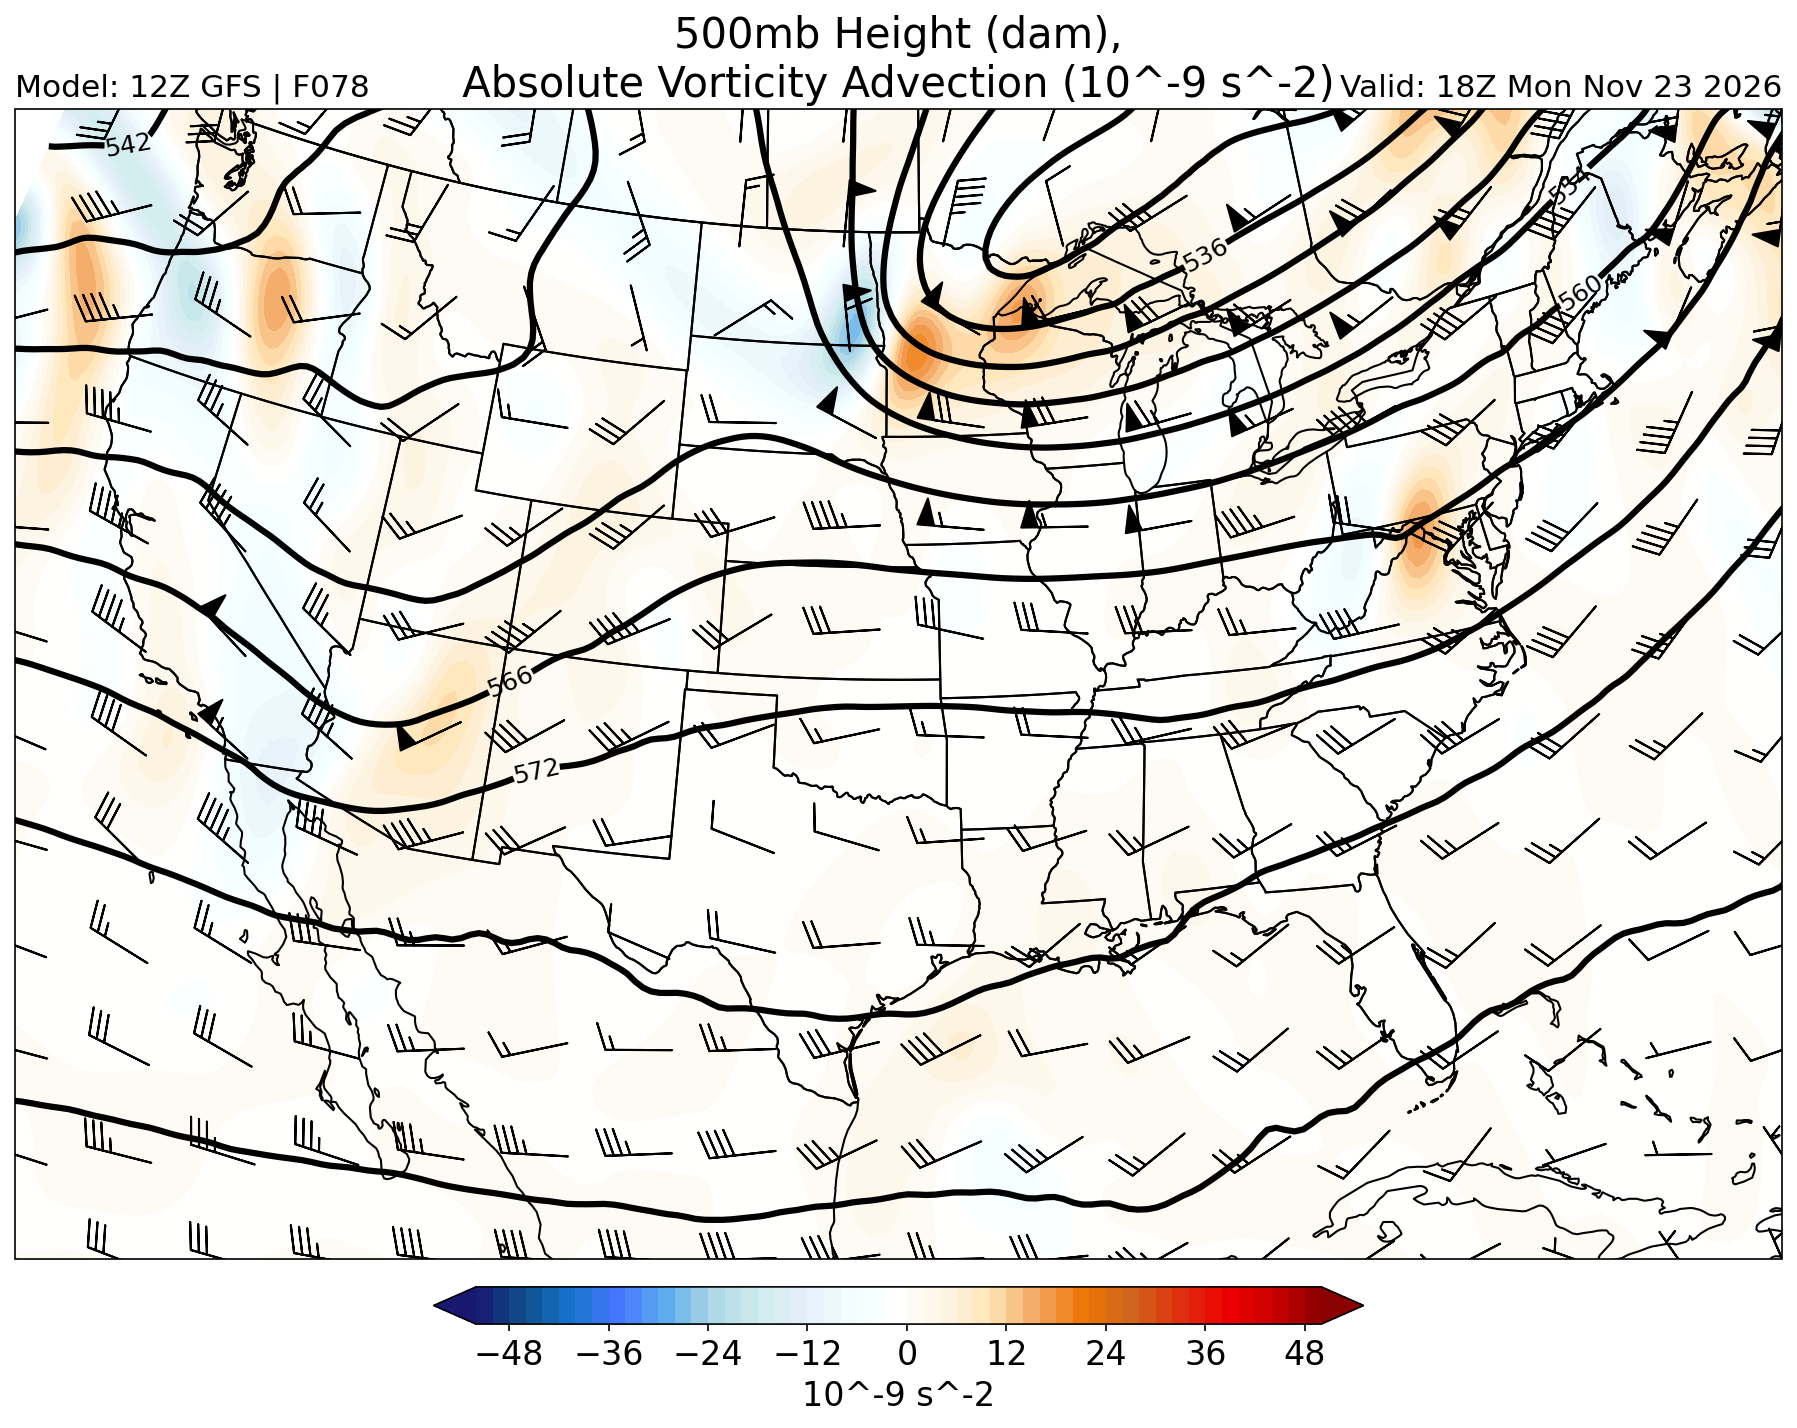 500mb Height (dam),
Model: 12Z GFS | F078
Absolute Vorticity Advection (10^-9 s^-2)
Valid: 18Z Mon Nov 23 2026
542
554
536
560
566
572
−48 −36 −24 −12 0 12 24 36 48
10^-9 s^-2